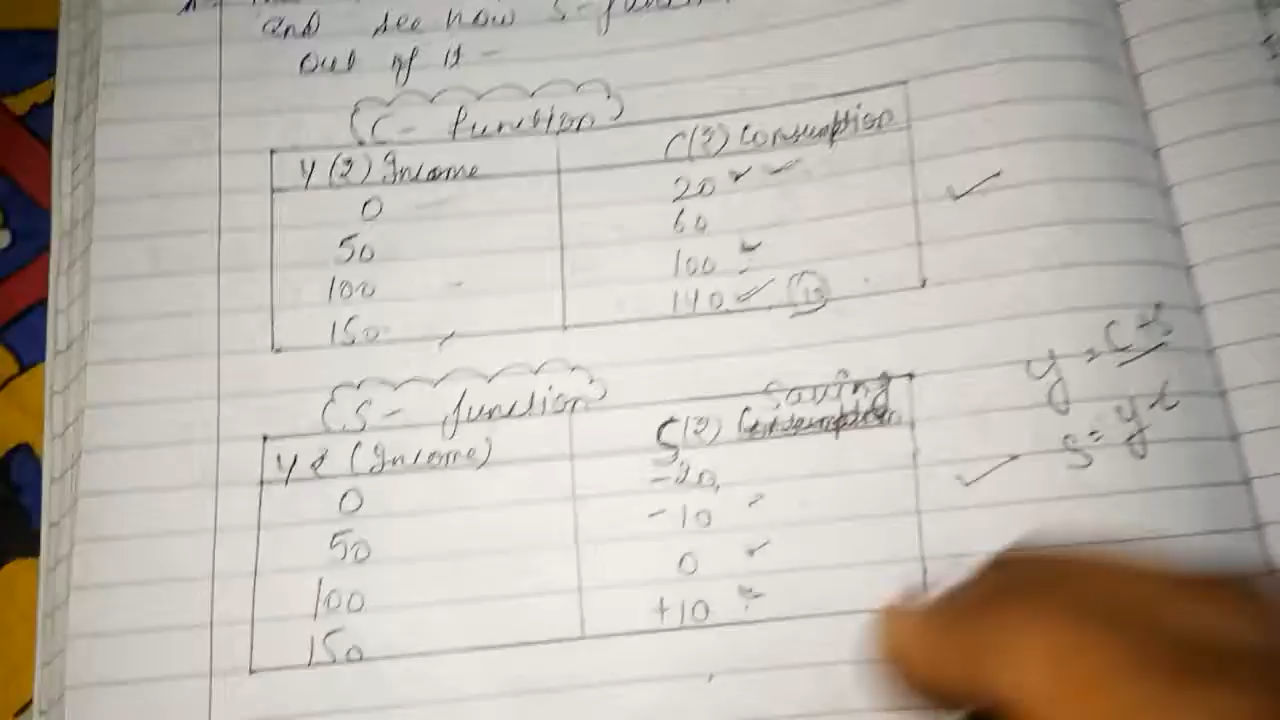 and see how S-
out of it -
C- function
Y (₹) Income C(₹) Consumption
0 20
50 60
100 100
150 140 10
S- function
Saving
Y ₹ (Income) S(₹)
0 -20
50 -10
100 0
150 +10
y = C+S
S = y-c